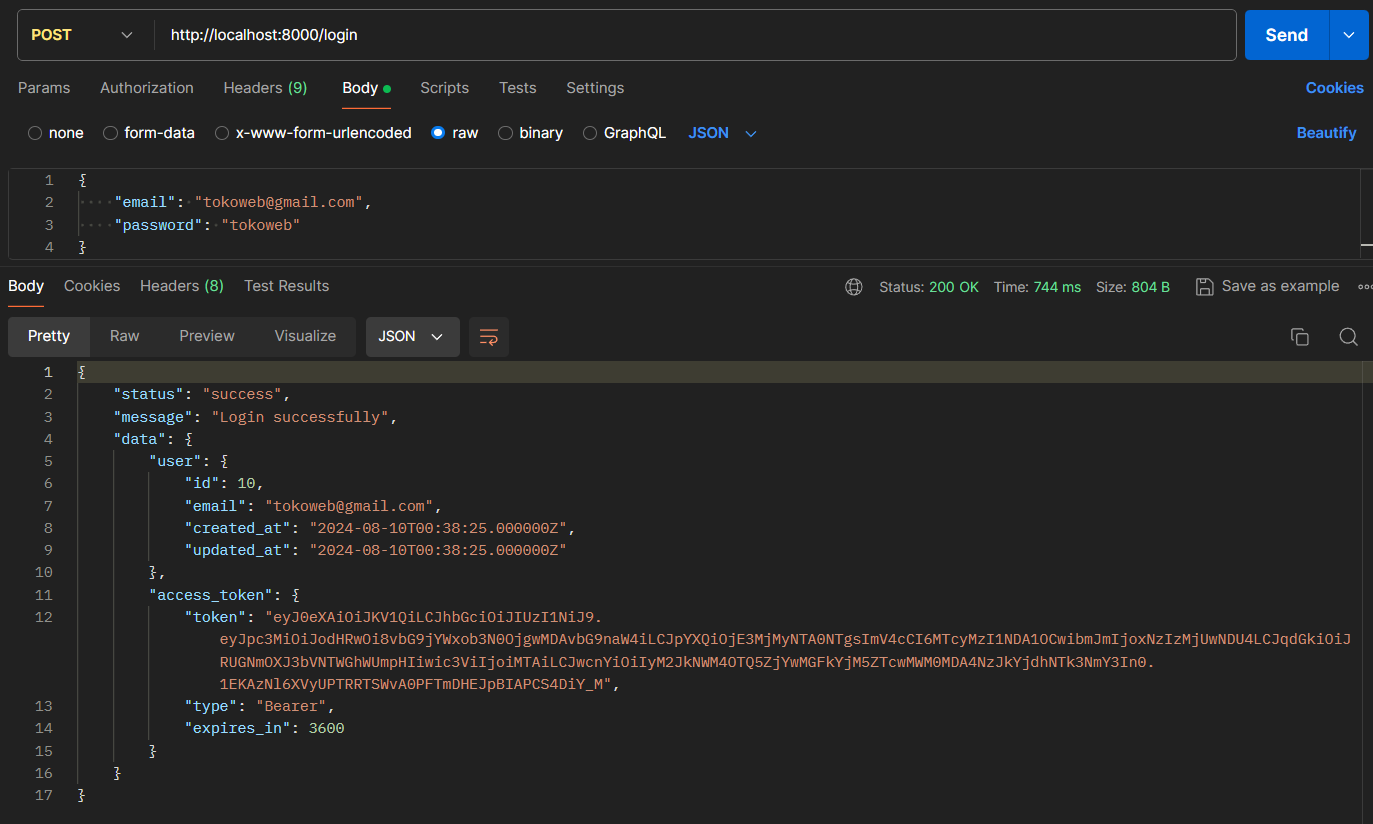 POST http://localhost:8000/login Send
Params Authorization Headers (9) Body Scripts Tests Settings Cookies
none form-data x-www-form-urlencoded raw binary GraphQL JSON Beautify
1 {
2 "email": "tokoweb@gmail.com",
3 "password": "tokoweb"
4 }
Body Cookies Headers (8) Test Results Status: 200 OK Time: 744 ms Size: 804 B Save as example
Pretty Raw Preview Visualize JSON
1 {
2 "status": "success",
3 "message": "Login successfully",
4 "data": {
5 "user": {
6 "id": 10,
7 "email": "tokoweb@gmail.com",
8 "created_at": "2024-08-10T00:38:25.000000Z",
9 "updated_at": "2024-08-10T00:38:25.000000Z"
10 },
11 "access_token": {
12 "token": "eyJ0eXAiOiJKV1QiLCJhbGciOiJIUzI1NiJ9.
eyJpc3MiOiJodHRwOi8vbG9jYWxob3N0OjgwMDAvbG9naW4iLCJpYXQiOjE3MjMyNTA0NTgsImV4cCI6MTcyMzI1NDA1OCwibmJmIjoxNzIzMjUwNDU4LCJqdGkiOiJ
RUGNmOXJ3bVNTWGhWUmpHIiwic3ViIjoiMTAiLCJwcnYiOiIyM2JkNWM4OTQ5ZjYwMGFkYjM5ZTcwMWM0MDA4NzJkYjdhNTk3NmY3In0.
1EKAzNl6XVyUPTRRTSWvA0PFTmDHEJpBIAPCS4DiY_M",
13 "type": "Bearer",
14 "expires_in": 3600
15 }
16 }
17 }